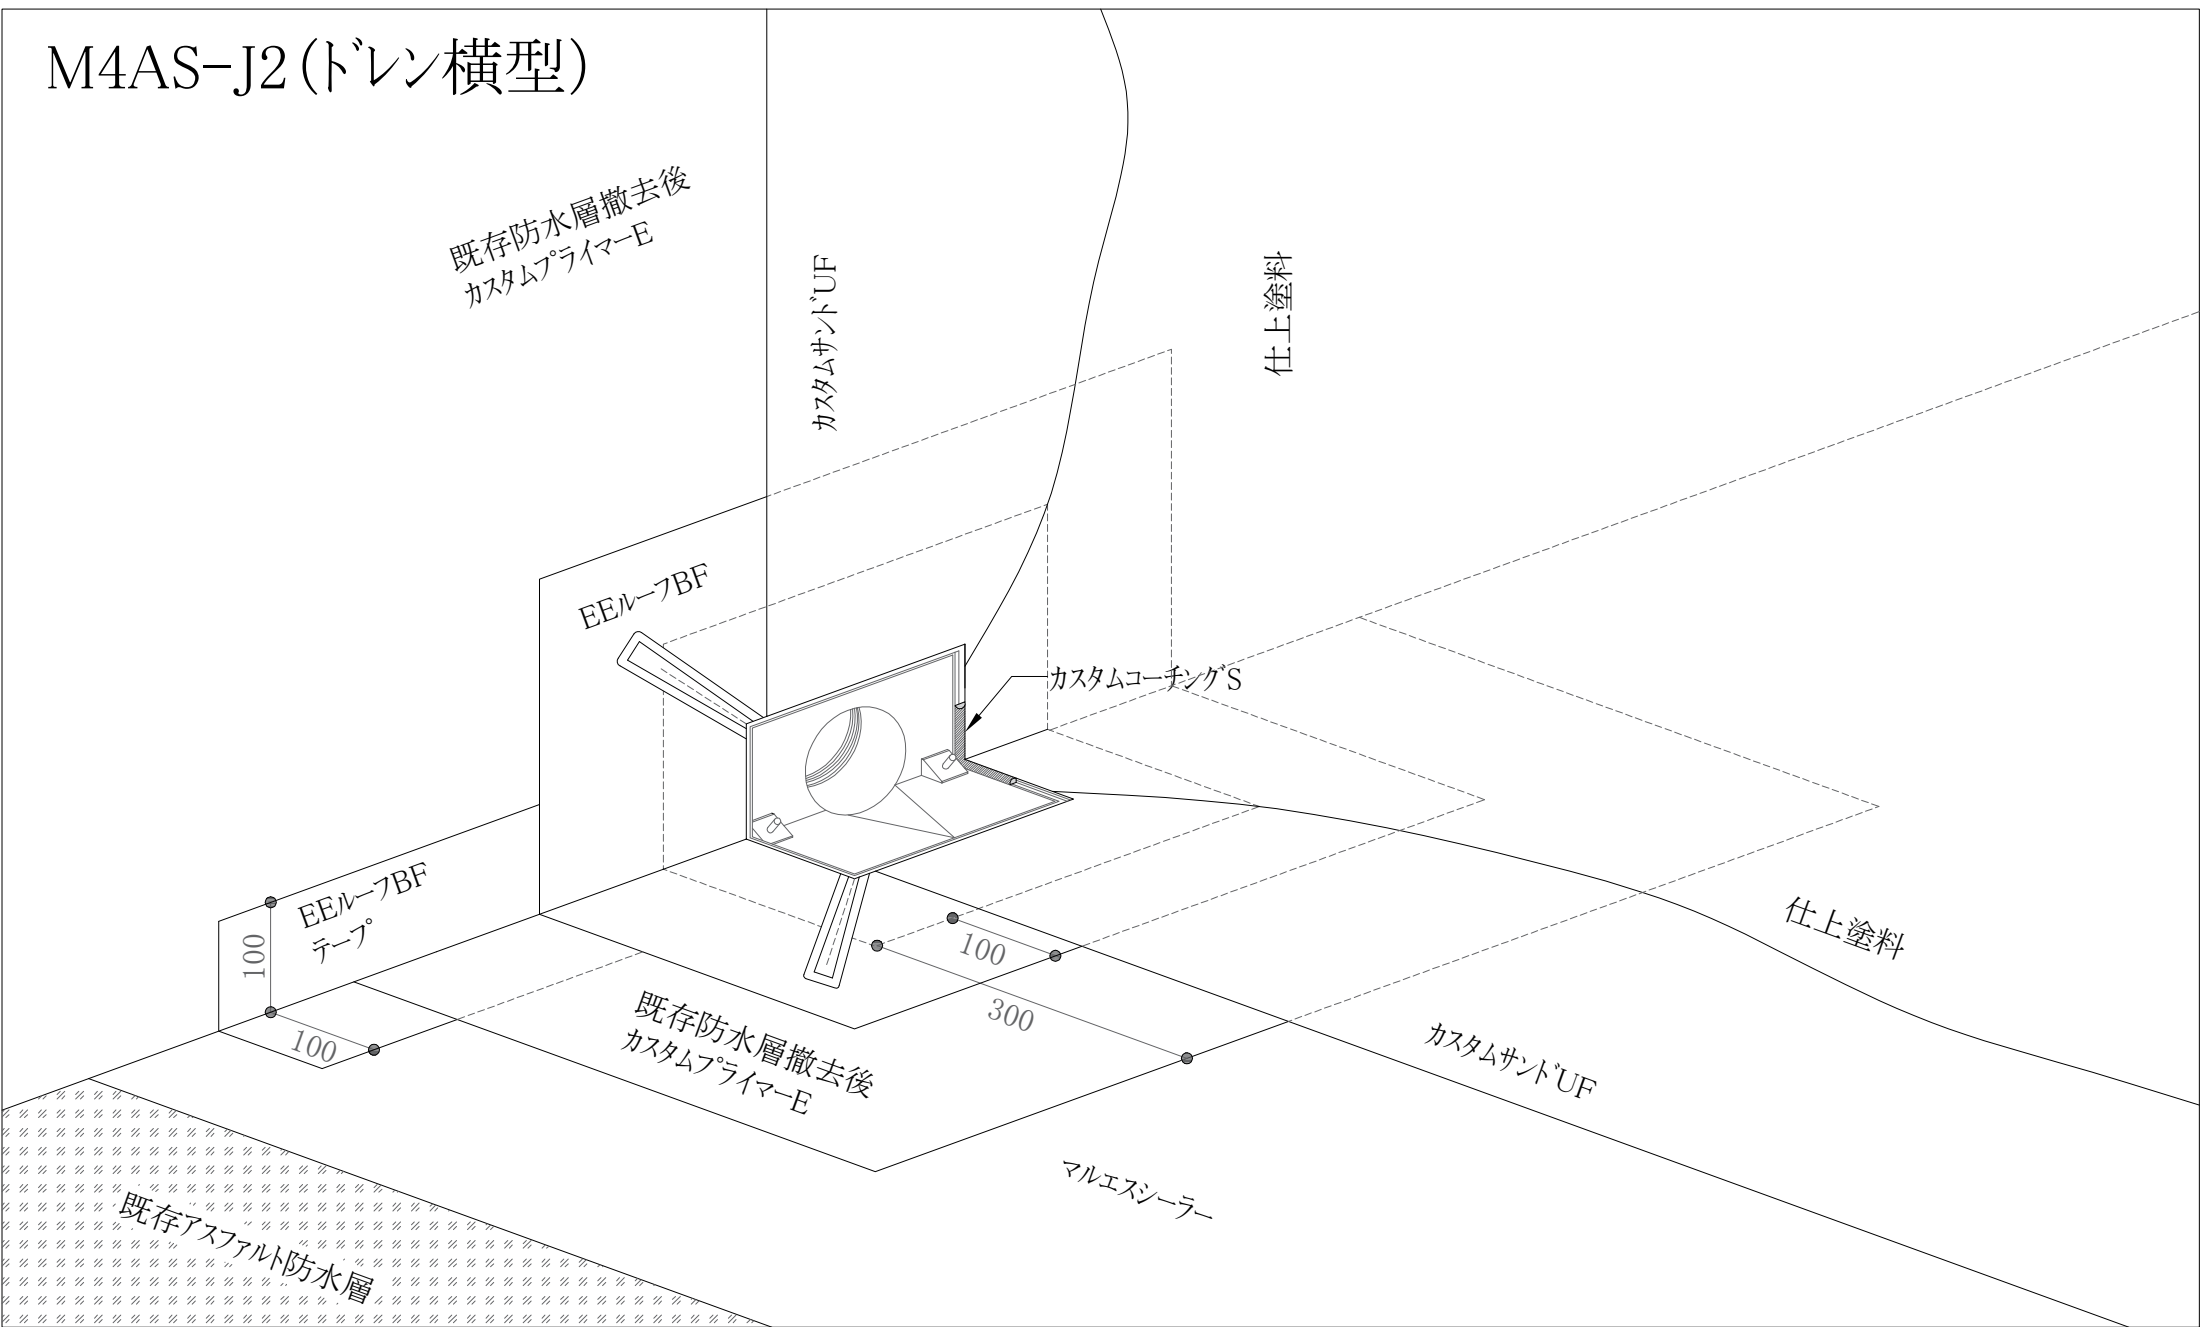 M4AS-J2(ドレン横型)
既存防水層撤去後
カスタムプライマーE
カスタムサンドUF
仕上塗料
EEルーフBF
カスタムコーチングS
EEルーフBF
テープ
100
100
100
300
既存防水層撤去後
カスタムプライマーE
仕上塗料
カスタムサンドUF
マルエスシーラー
既存アスファルト防水層